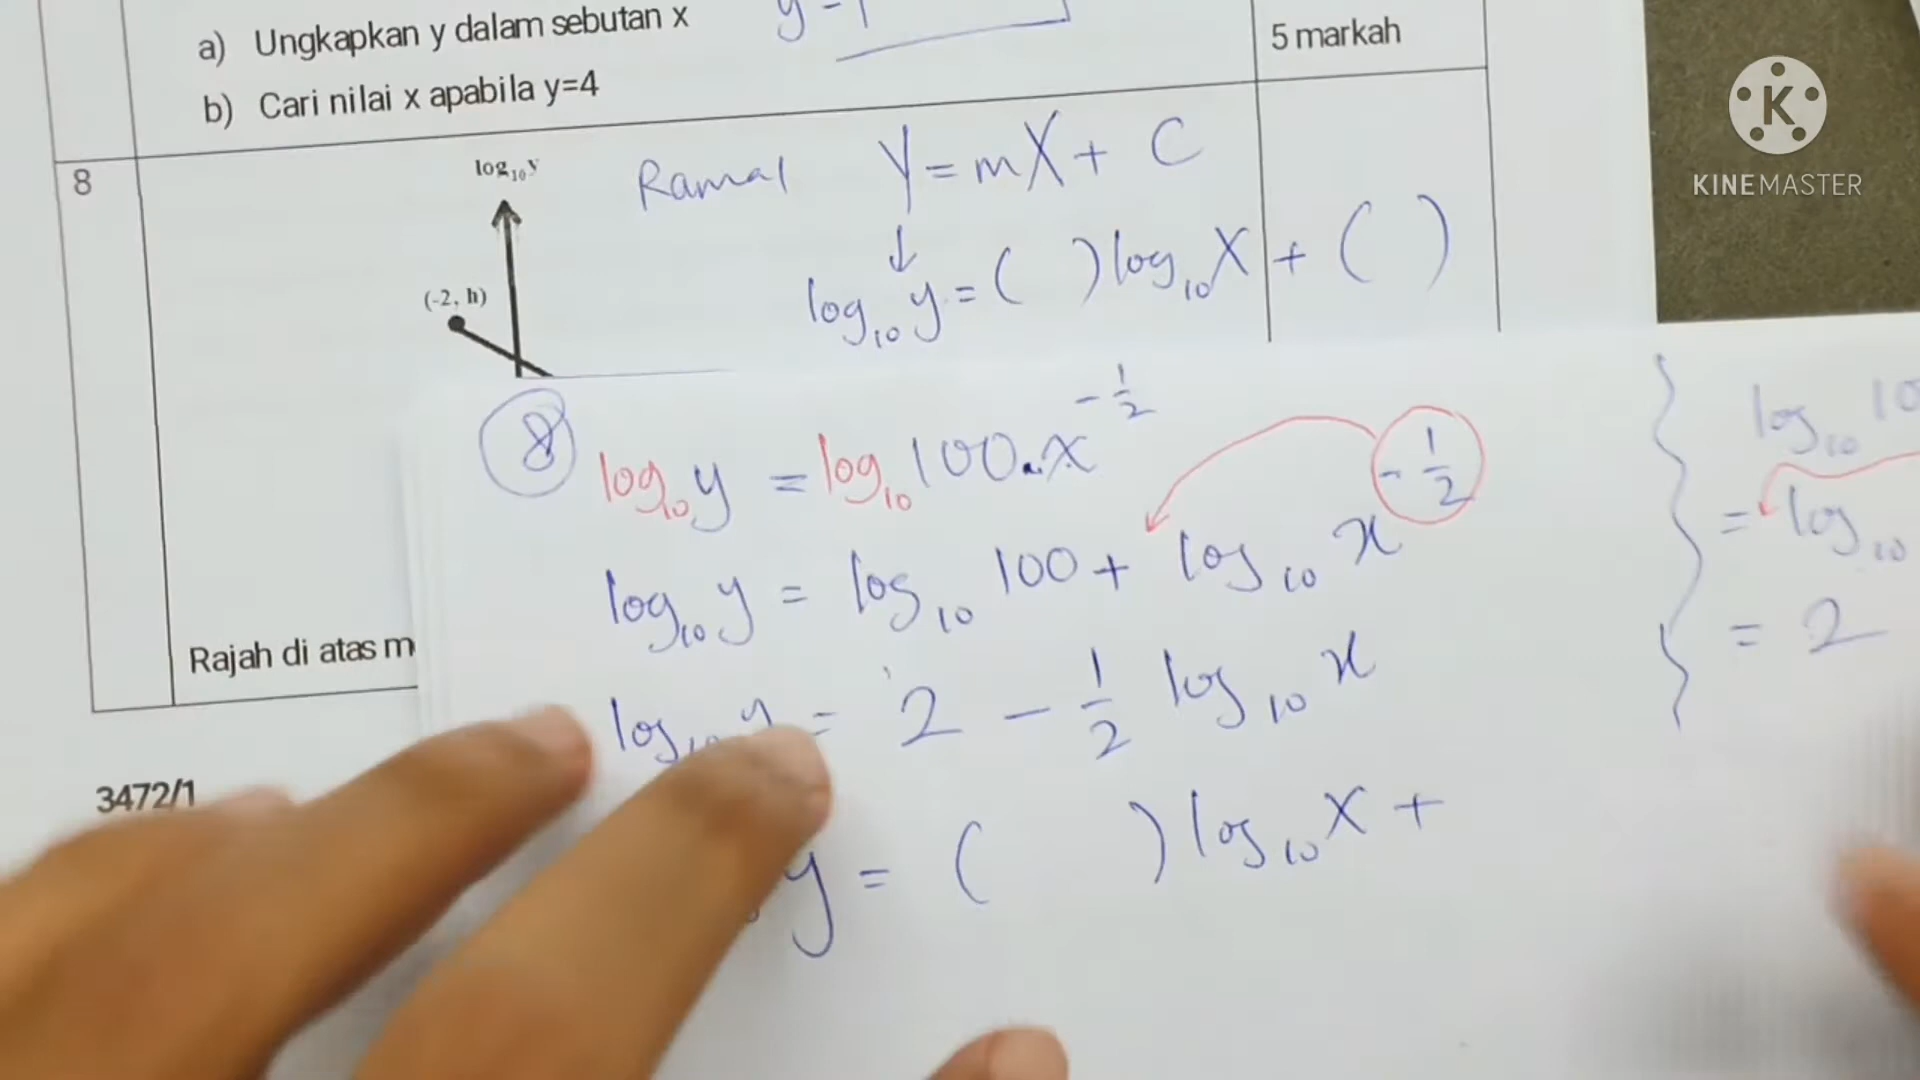 a) Ungkapkan y dalam sebutan x
y - 1
b) Cari nilai x apabila y=4
5 markah
KINEMASTER
8
log₁₀y
(-2, h)
Ramal Y = mX + C
↓
log₁₀ y = ( ) log₁₀ X + ( )
⑧ log₁₀ y = log₁₀ 100 . x^(-1/2)
log₁₀ y = log₁₀ 100 + log₁₀ x^(-1/2)
log₁₀ y = 2 - 1/2 log₁₀ x
y = ( ) log₁₀ X +
log₁₀ 10
= log₁₀
= 2
Rajah di atas m
3472/1